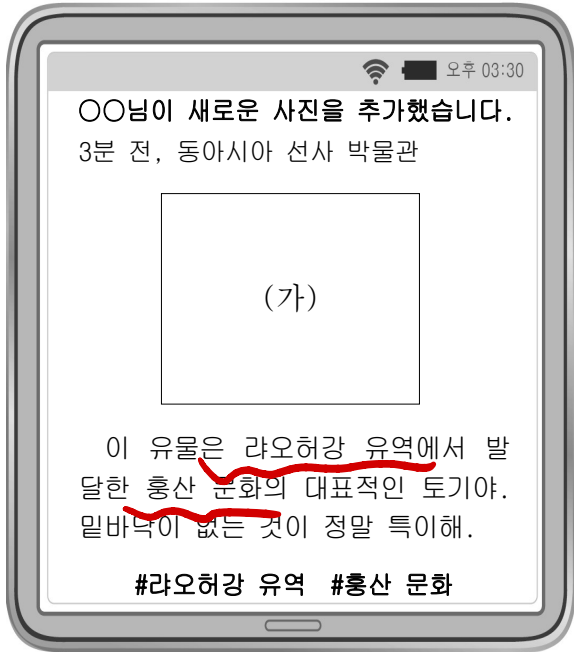 오후 03:30
○○님이 새로운 사진을 추가했습니다.
3분 전, 동아시아 선사 박물관
(가)
이 유물은 랴오허강 유역에서 발
달한 훙산 문화의 대표적인 토기야.
밑바닥이 없는 것이 정말 특이해.
#랴오허강 유역 #훙산 문화